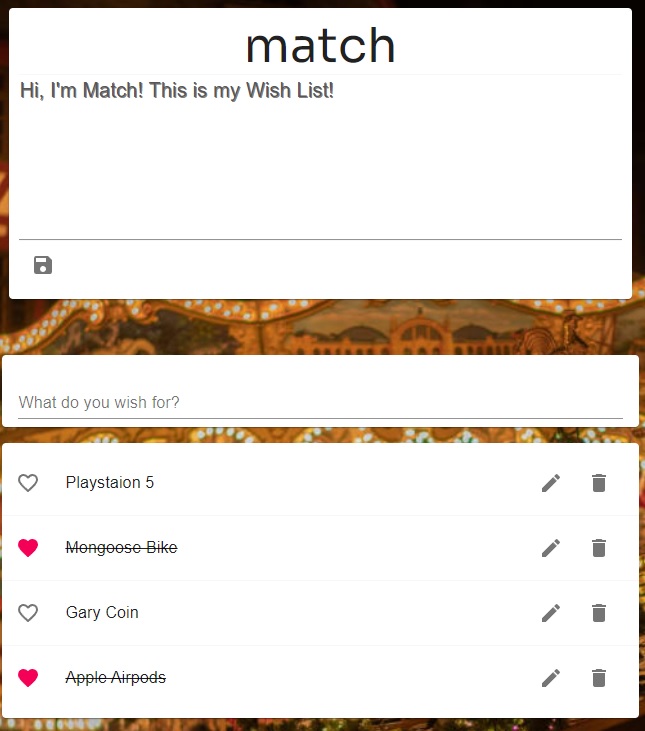 match
Hi, I'm Match! This is my Wish List!
What do you wish for?
Playstaion 5
Mongoose Bike
Gary Coin
Apple Airpods